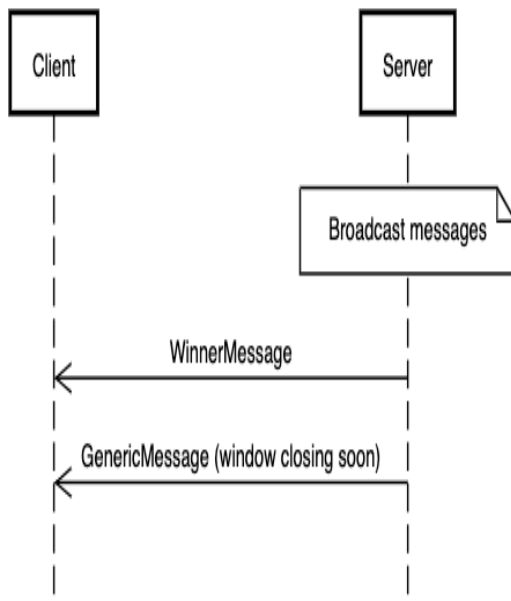 Client
Server
Broadcast messages
WinnerMessage
GenericMessage (window closing soon)